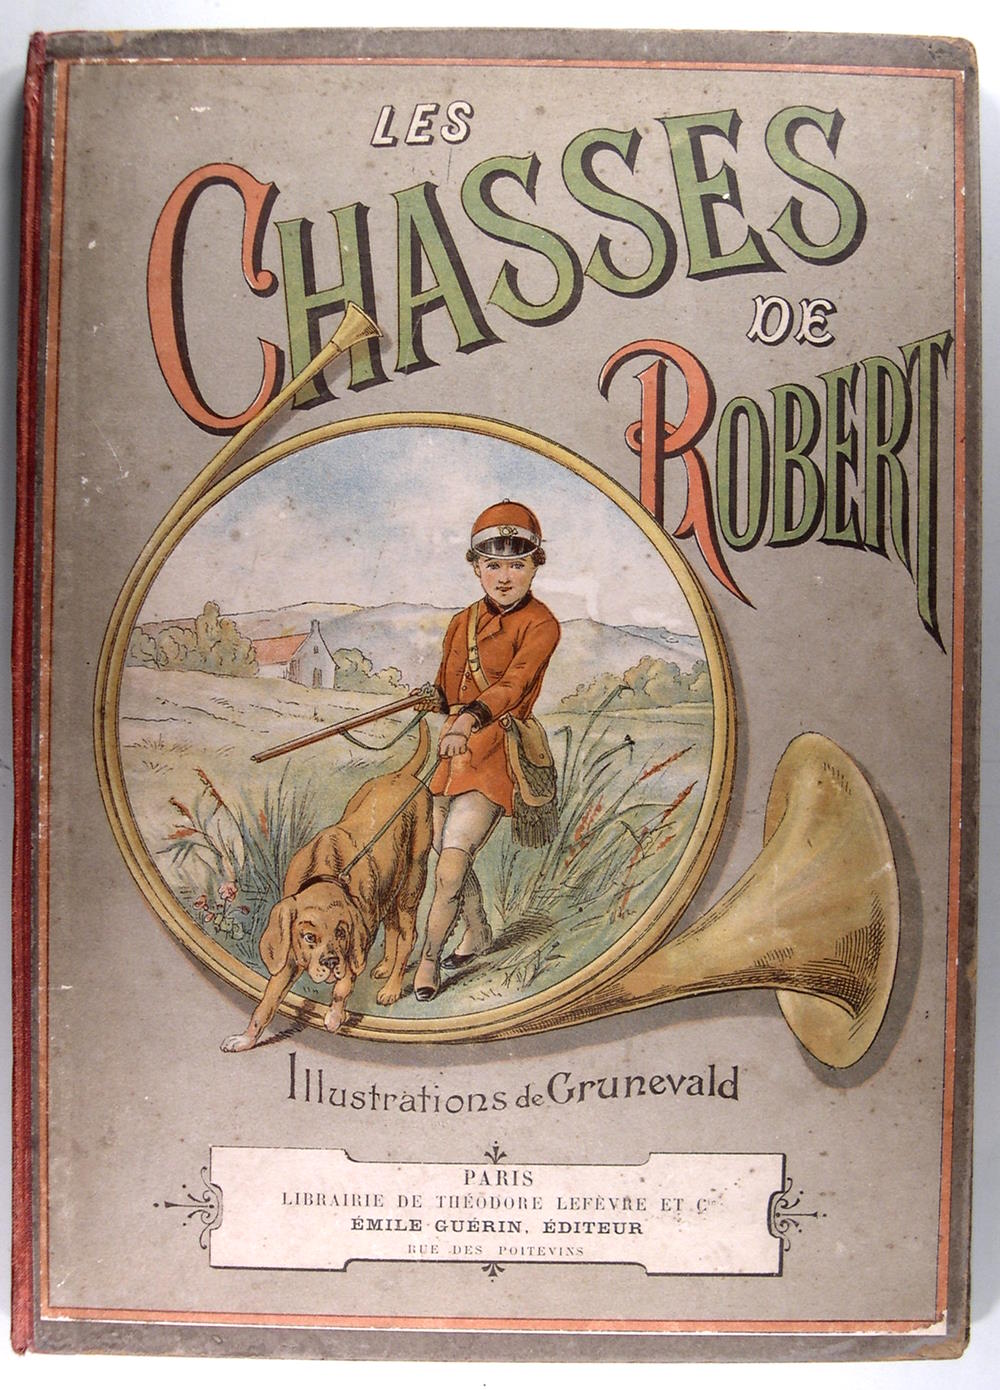 LES
CHASSES
DE
ROBERT
Illustrations de Grunevald
PARIS
LIBRAIRIE DE THÉODORE LEFÈVRE ET Cie
ÉMILE GUÉRIN, ÉDITEUR
RUE DES POITEVINS